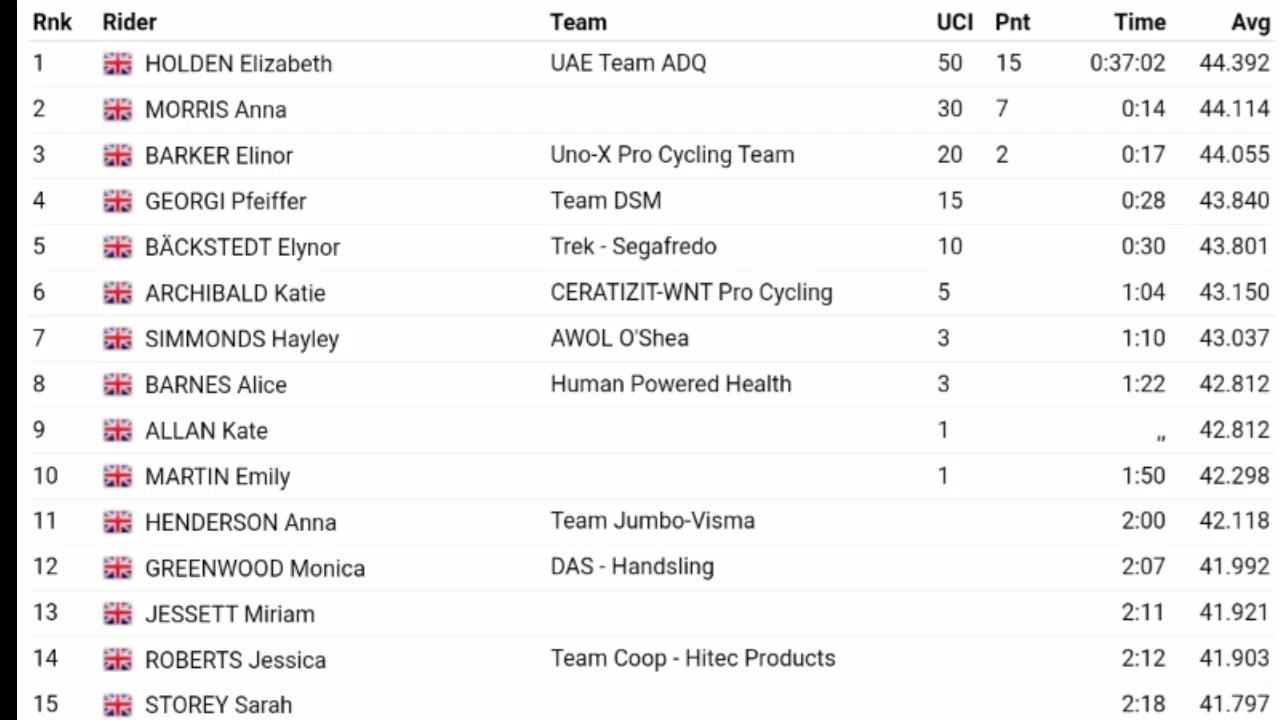 Rnk Rider Team UCI Pnt Time Avg
1 HOLDEN Elizabeth UAE Team ADQ 50 15 0:37:02 44.392
2 MORRIS Anna 30 7 0:14 44.114
3 BARKER Elinor Uno-X Pro Cycling Team 20 2 0:17 44.055
4 GEORGI Pfeiffer Team DSM 15 0:28 43.840
5 BÄCKSTEDT Elynor Trek - Segafredo 10 0:30 43.801
6 ARCHIBALD Katie CERATIZIT-WNT Pro Cycling 5 1:04 43.150
7 SIMMONDS Hayley AWOL O'Shea 3 1:10 43.037
8 BARNES Alice Human Powered Health 3 1:22 42.812
9 ALLAN Kate 1 „ 42.812
10 MARTIN Emily 1 1:50 42.298
11 HENDERSON Anna Team Jumbo-Visma 2:00 42.118
12 GREENWOOD Monica DAS - Handsling 2:07 41.992
13 JESSETT Miriam 2:11 41.921
14 ROBERTS Jessica Team Coop - Hitec Products 2:12 41.903
15 STOREY Sarah 2:18 41.797